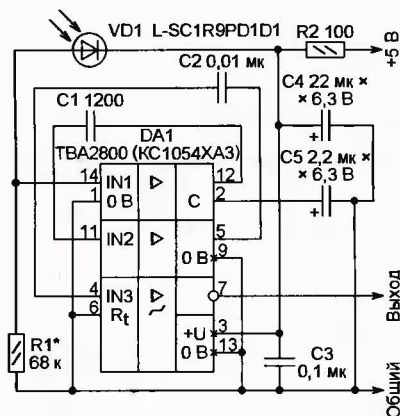 VD1 L-SC1R9PD1D1
R2 100
+5 В
C2 0,01 мк
C1 1200
C4 22 мк ×
× 6,3 В
+
DA1
TBA2800 (КС1054ХА3)
C5 2,2 мк ×
× 6,3 В
+
14 IN1 ▷ 12
1 0 В C 2
11 IN2 ▷ 5
0 В 9
4 IN3 ▷ 7
6 Rt
+U 3
0 В 13
R1*
68 к
C3
0,1 мк
Выход
Общий